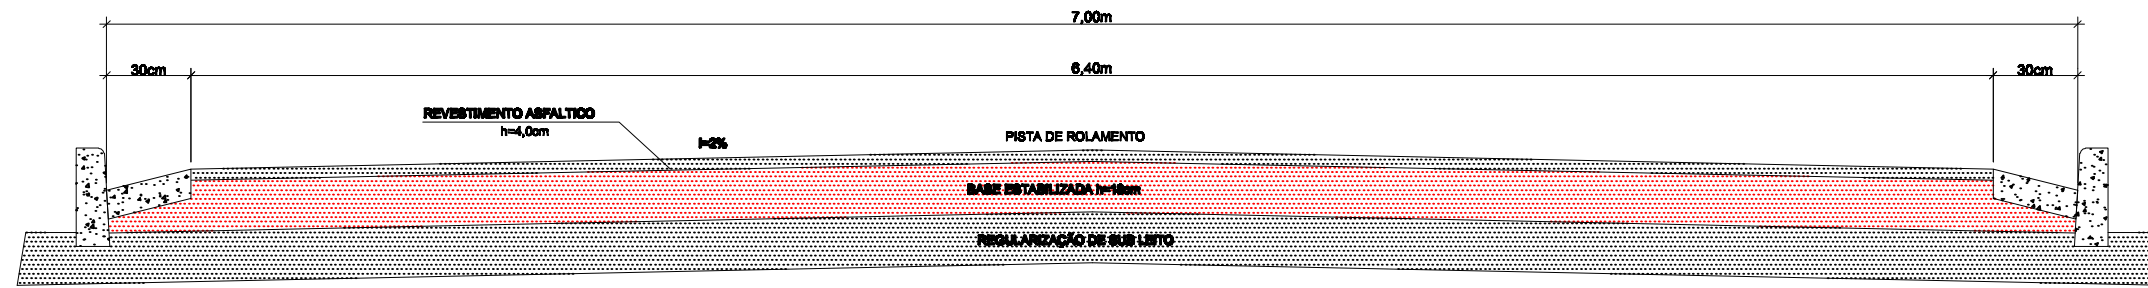 7,00m
30cm
6,40m
30cm
REVESTIMENTO ASFALTICO
h=4,0cm
i=2%
PISTA DE ROLAMENTO
BASE ESTABILIZADA h=18cm
REGULARIZAÇÃO DE SUB LEITO